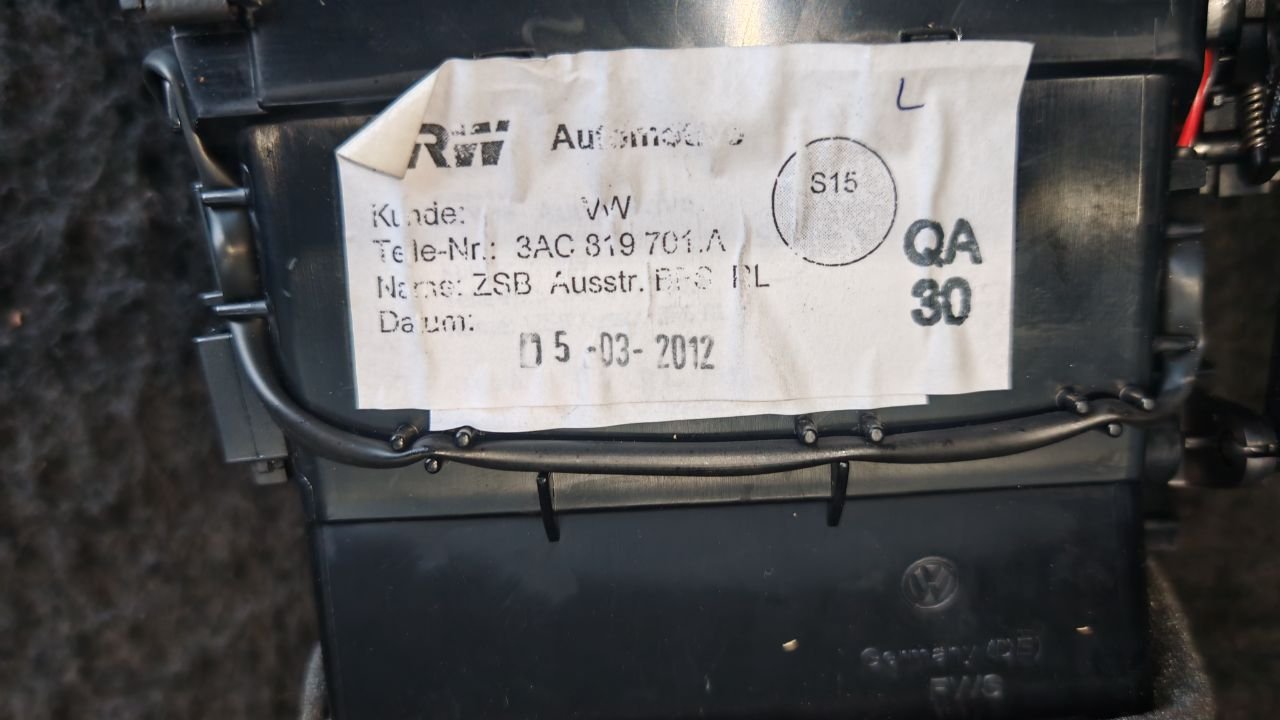 RW Automotive
L
S15
Kunde: VW
Teile-Nr.: 3AC 819 701.A
QA
Name: ZSB Ausstr.
30
Datum:
05 -03- 2012
Germany (DE)